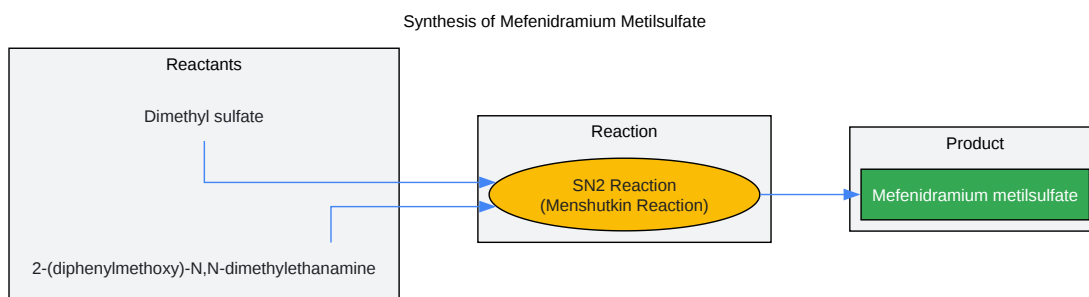 Synthesis of Mefenidramium Metilsulfate
Reactants
Dimethyl sulfate
2-(diphenylmethoxy)-N,N-dimethylethanamine
Reaction
SN2 Reaction
(Menshutkin Reaction)
Product
Mefenidramium metilsulfate